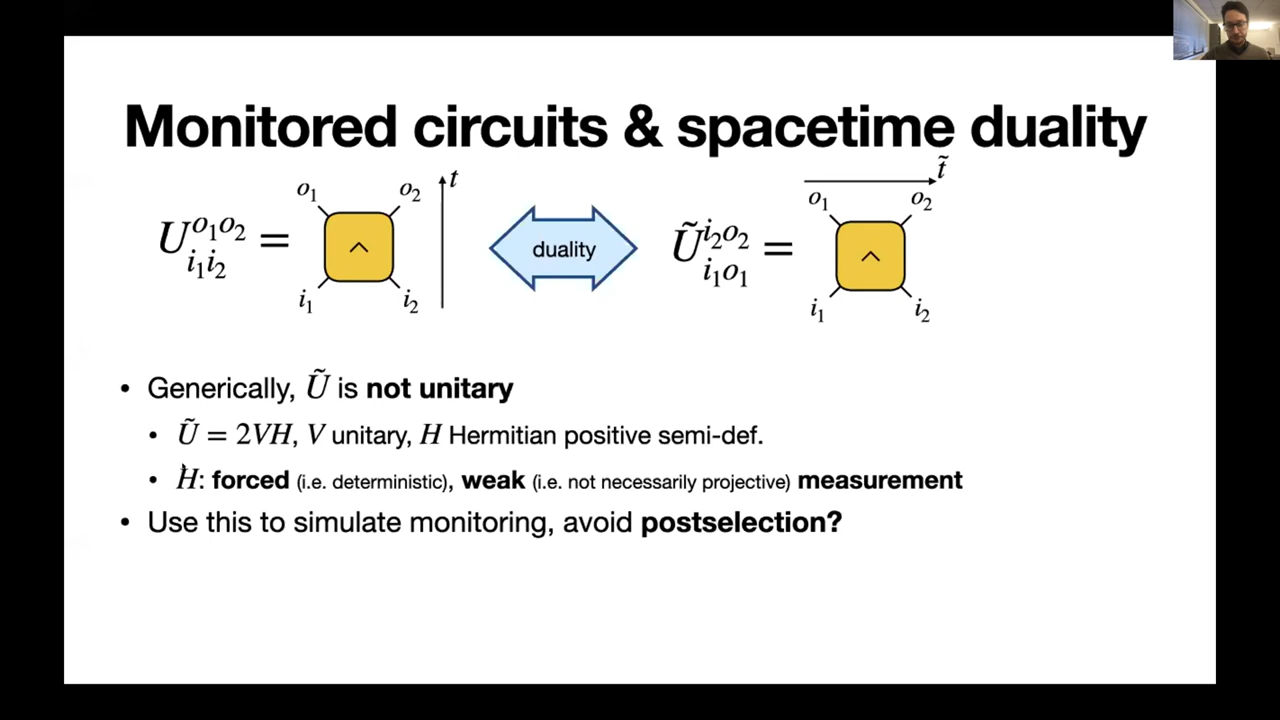 Monitored circuits & spacetime duality
o₁ o₂ t
U^{o₁o₂}_{i₁i₂} =
i₁ i₂
duality
t̃
o₁ o₂
Ũ^{i₂o₂}_{i₁o₁} =
i₁ i₂
• Generically, Ũ is not unitary
• Ũ = 2VH, V unitary, H Hermitian positive semi-def.
• H: forced (i.e. deterministic), weak (i.e. not necessarily projective) measurement
• Use this to simulate monitoring, avoid postselection?